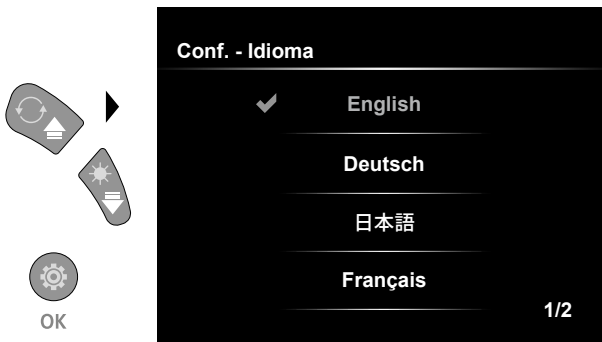 Conf. - Idioma
English
Deutsch
日本語
Français
1/2
OK